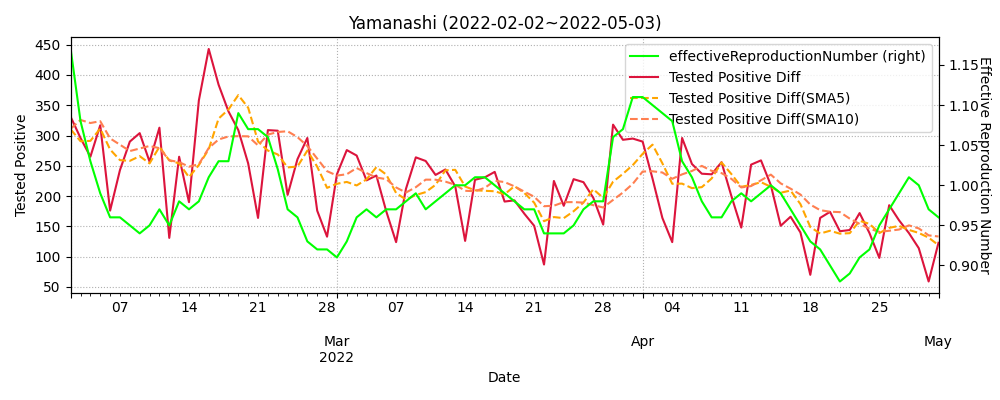 Yamanashi (2022-02-02~2022-05-03)
effectiveReproductionNumber (right)
Tested Positive Diff
Tested Positive Diff(SMA5)
Tested Positive Diff(SMA10)
Tested Positive
450
400
350
300
250
200
150
100
50
1.15
1.10
1.05
1.00
0.95
0.90
Effective Reproduction Number
07 14 21 28 07 14 21 28 04 11 18 25
Mar Apr May
2022
Date